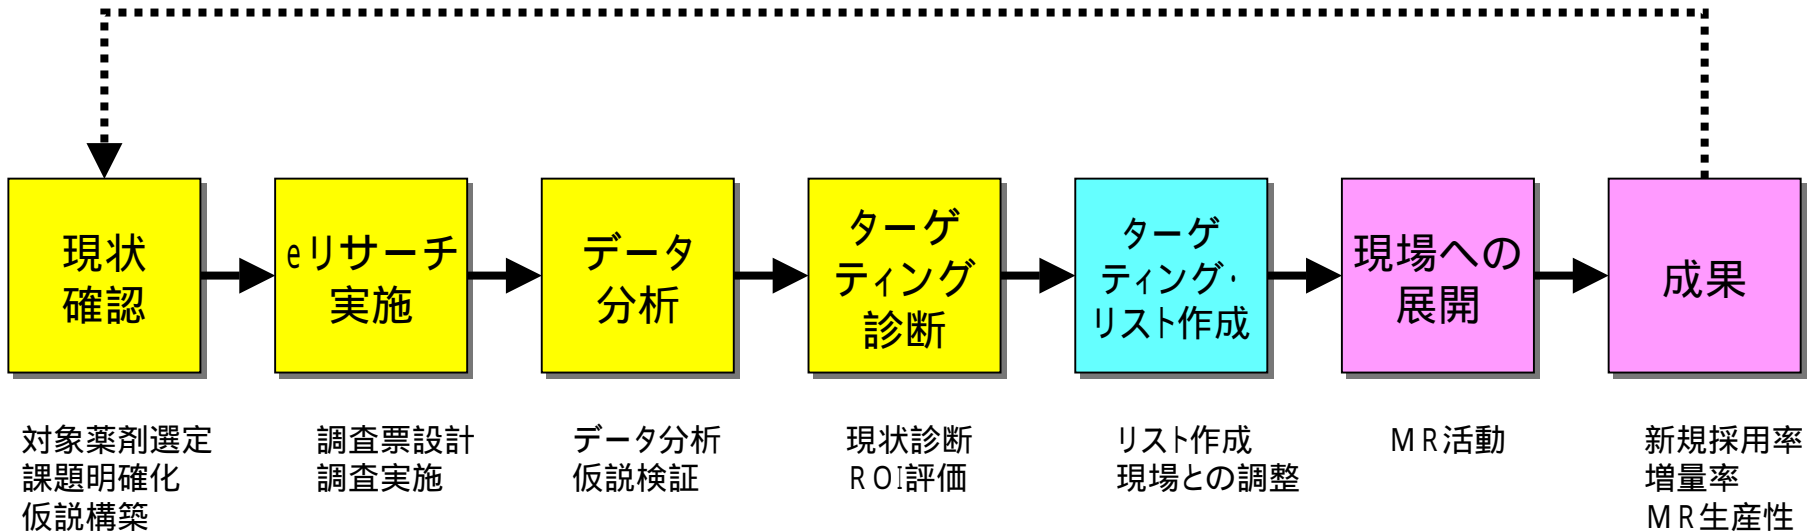 現状
確認
eリサーチ
実施
データ
分析
ターゲ
ティング
診断
ターゲ
ティング・
リスト作成
現場への
展開
成果
対象薬剤選定
課題明確化
仮説構築
調査票設計
調査実施
データ分析
仮説検証
現状診断
ROI評価
リスト作成
現場との調整
MR活動
新規採用率
増量率
MR生産性